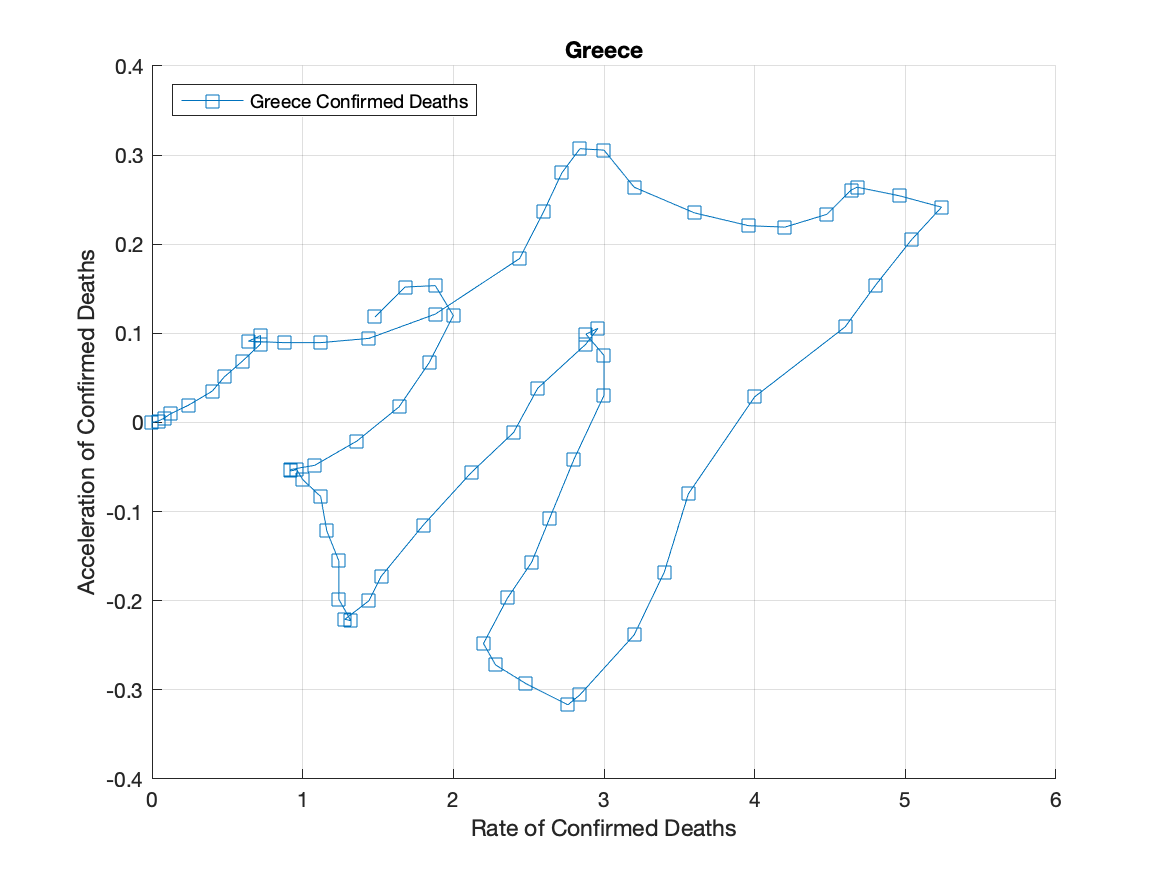 Greece
Greece Confirmed Deaths
0.4
0.3
0.2
0.1
0
-0.1
-0.2
-0.3
-0.4
Acceleration of Confirmed Deaths
0 1 2 3 4 5 6
Rate of Confirmed Deaths